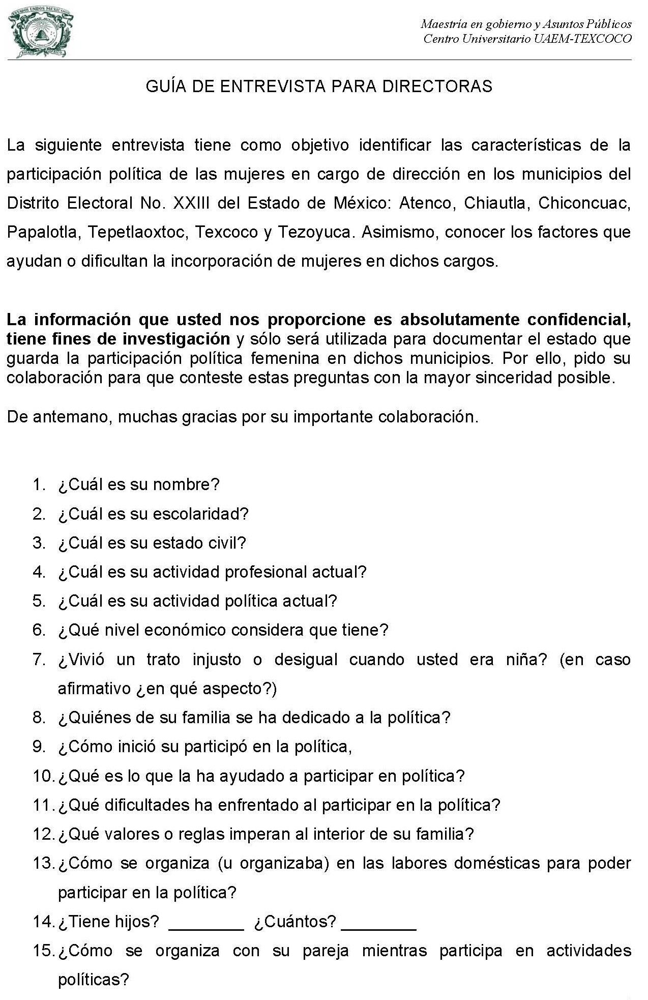 ESTADOS UNIDOS MEXICANOS
Maestría en gobierno y Asuntos Públicos
Centro Universitario UAEM-TEXCOCO
GUÍA DE ENTREVISTA PARA DIRECTORAS
La siguiente entrevista tiene como objetivo identificar las características de la
participación política de las mujeres en cargo de dirección en los municipios del
Distrito Electoral No. XXIII del Estado de México: Atenco, Chiautla, Chiconcuac,
Papalotla, Tepetlaoxtoc, Texcoco y Tezoyuca. Asimismo, conocer los factores que
ayudan o dificultan la incorporación de mujeres en dichos cargos.
La información que usted nos proporcione es absolutamente confidencial,
tiene fines de investigación y sólo será utilizada para documentar el estado que
guarda la participación política femenina en dichos municipios. Por ello, pido su
colaboración para que conteste estas preguntas con la mayor sinceridad posible.
De antemano, muchas gracias por su importante colaboración.
1. ¿Cuál es su nombre?
2. ¿Cuál es su escolaridad?
3. ¿Cuál es su estado civil?
4. ¿Cuál es su actividad profesional actual?
5. ¿Cuál es su actividad política actual?
6. ¿Qué nivel económico considera que tiene?
7. ¿Vivió un trato injusto o desigual cuando usted era niña? (en caso
afirmativo ¿en qué aspecto?)
8. ¿Quiénes de su familia se ha dedicado a la política?
9. ¿Cómo inició su participó en la política,
10. ¿Qué es lo que la ha ayudado a participar en política?
11. ¿Qué dificultades ha enfrentado al participar en la política?
12. ¿Qué valores o reglas imperan al interior de su familia?
13. ¿Cómo se organiza (u organizaba) en las labores domésticas para poder
participar en la política?
14. ¿Tiene hijos? ________ ¿Cuántos? ________
15. ¿Cómo se organiza con su pareja mientras participa en actividades
políticas?